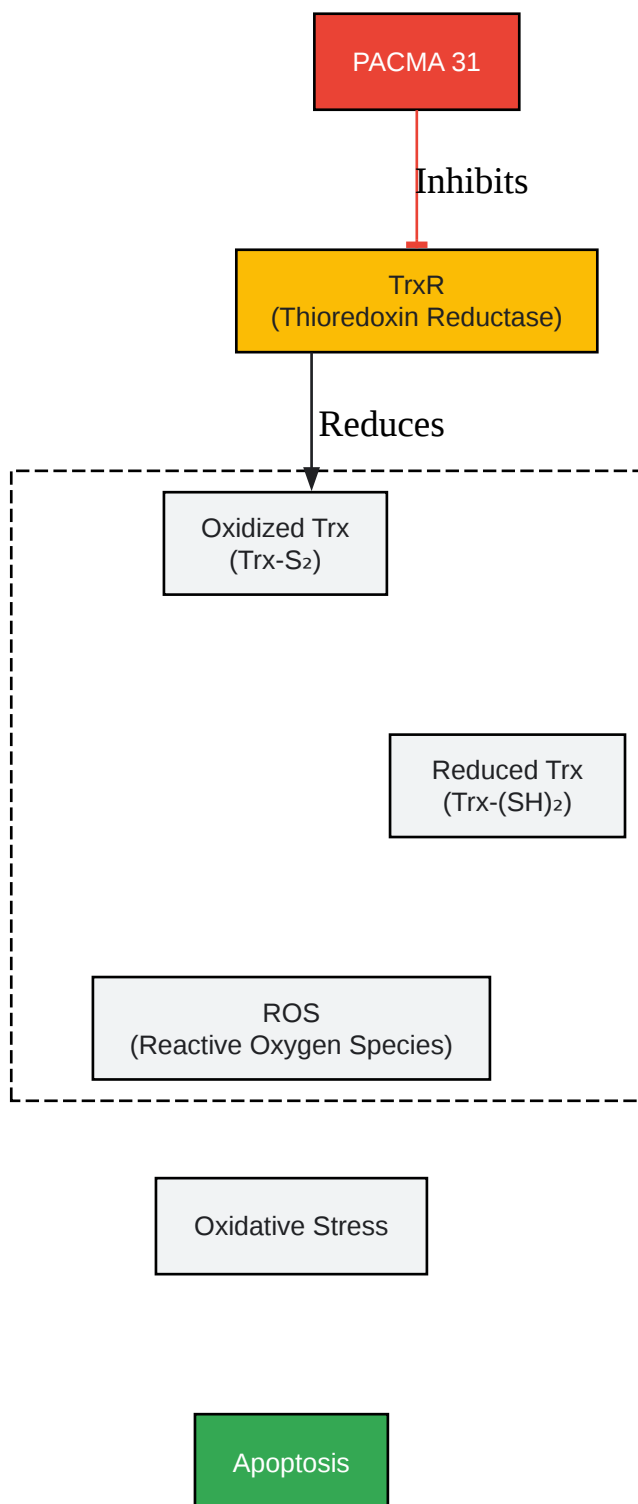 PACMA 31
Inhibits
TrxR
(Thioredoxin Reductase)
Reduces
Oxidized Trx
(Trx-S₂)
Reduced Trx
(Trx-(SH)₂)
ROS
(Reactive Oxygen Species)
Oxidative Stress
Apoptosis